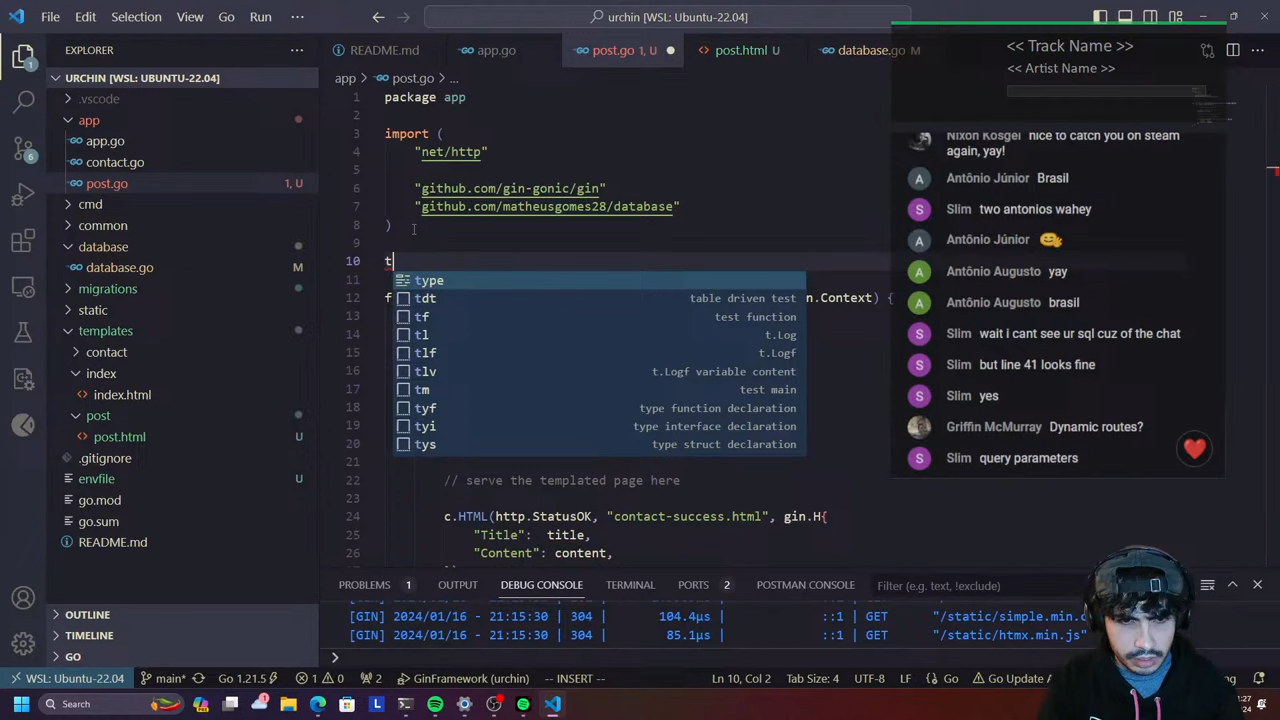 File Edit Selection View Go Run ···
urchin [WSL: Ubuntu-22.04]
EXPLORER
URCHIN [WSL: UBUNTU-22.04]
.vscode
app
app.go
contact.go
post.go 1, U
cmd
common
database
database.go M
migrations
static
templates
contact
index
index.html
post
post.html U
.gitignore
envfile U
go.mod
go.sum
README.md
OUTLINE
TIMELINE
GO
README.md app.go post.go 1, U post.html U database.go M
app > post.go > ...
1 package app
2
3 import (
4 "net/http"
5
6 "github.com/gin-gonic/gin"
7 "github.com/matheusgomes28/database"
8 )
9
10 t
11
12 f n.Context) {
13
14
15
16
17
18
19
20
21
22 // serve the templated page here
23
24 c.HTML(http.StatusOK, "contact-success.html", gin.H{
25 "Title": title,
26 "Content": content,
type
tdt table driven test
tf test function
tl t.Log
tlf t.Logf
tlv t.Logf variable content
tm test main
tyf type function declaration
tyi type interface declaration
tys type struct declaration
<< Track Name >>
<< Artist Name >>
Nixon Kosgei nice to catch you on steam
again, yay!
A Antônio Júnior Brasil
S Slim two antonios wahey
A Antônio Júnior 😋
A Antônio Augusto yay
A Antônio Augusto brasil
S Slim wait i cant see ur sql cuz of the chat
S Slim but line 41 looks fine
S Slim yes
Griffin McMurray Dynamic routes?
S Slim query parameters
PROBLEMS 1 OUTPUT DEBUG CONSOLE TERMINAL PORTS 2 POSTMAN CONSOLE Filter (e.g. text, !exclude)
[GIN] 2024/01/16 - 21:15:30 | 304 | 104.4µs | ::1 | GET "/static/simple.min.c
[GIN] 2024/01/16 - 21:15:30 | 304 | 85.1µs | ::1 | GET "/static/htmx.min.js"
WSL: Ubuntu-22.04 main* Go 1.21.5 1 0 2 GinFramework (urchin) -- INSERT -- Ln 10, Col 2 Tab Size: 4 UTF-8 LF Go Go Update
Search